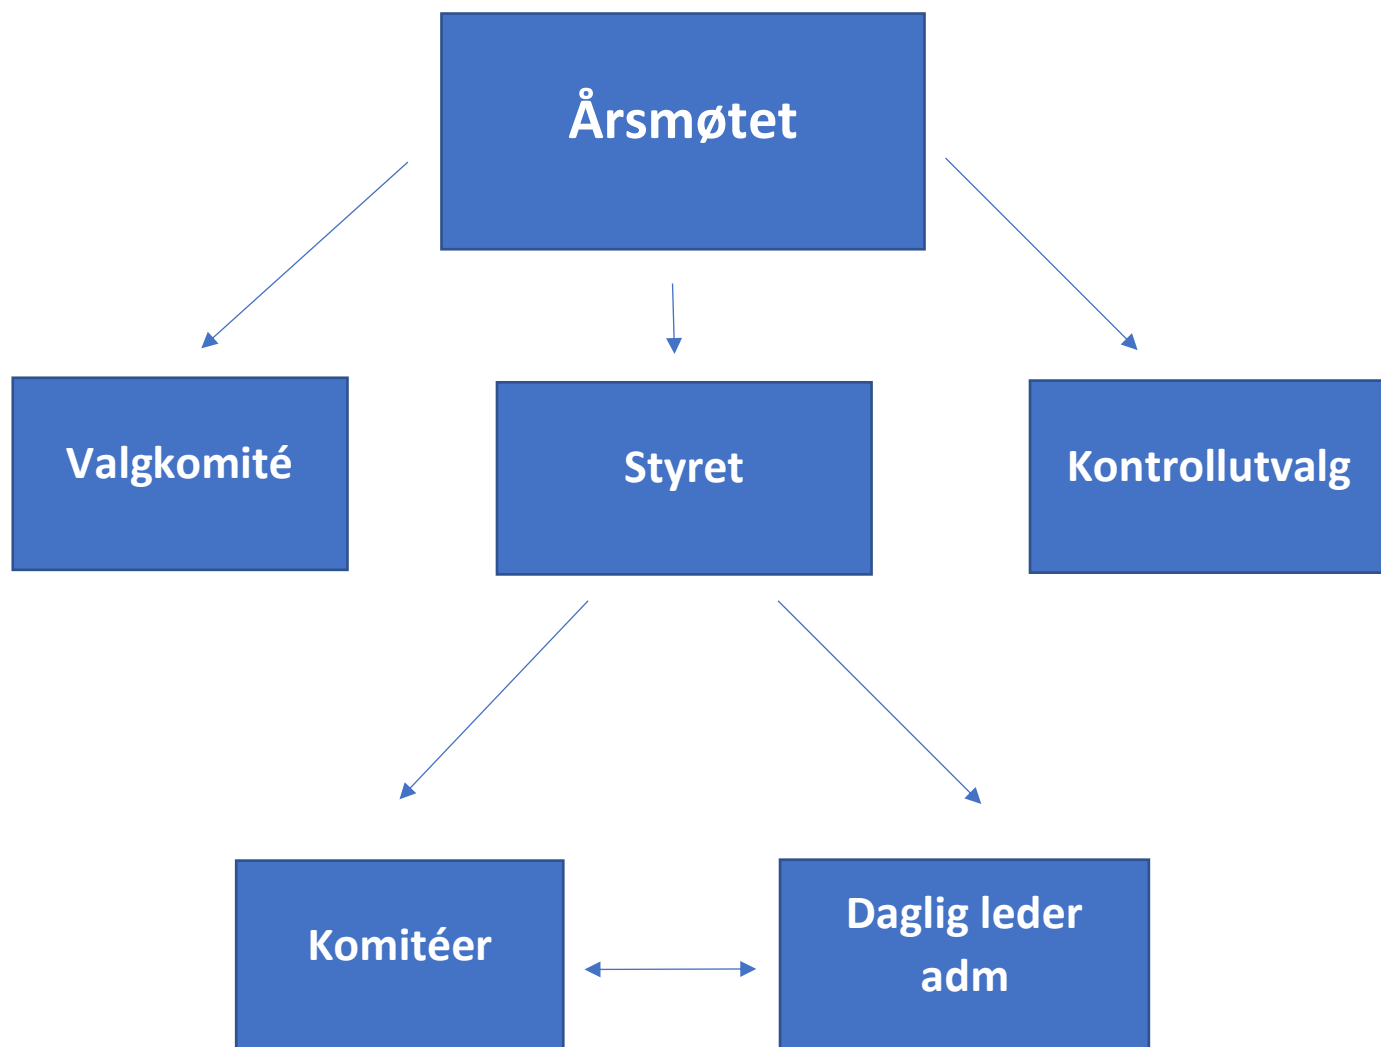 Årsmøtet
Valgkomité
Styret
Kontrollutvalg
Komitéer
Daglig leder
adm